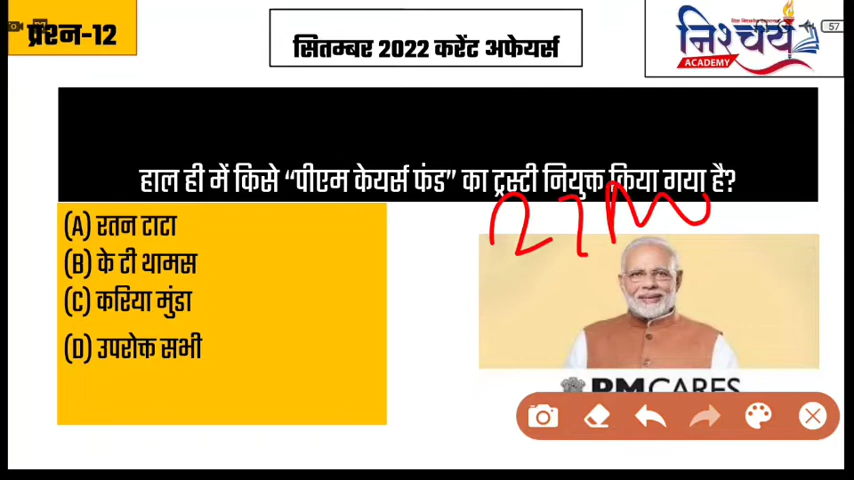 प्रश्न-12
सितम्बर 2022 करेंट अफेयर्स
निश्चय
ACADEMY
57
हाल ही में किसे “पीएम केयर्स फंड” का ट्रस्टी नियुक्त किया गया है?
(A) रतन टाटा
(B) के टी थामस
(C) करिया मुंडा
(D) उपरोक्त सभी
PM CARES